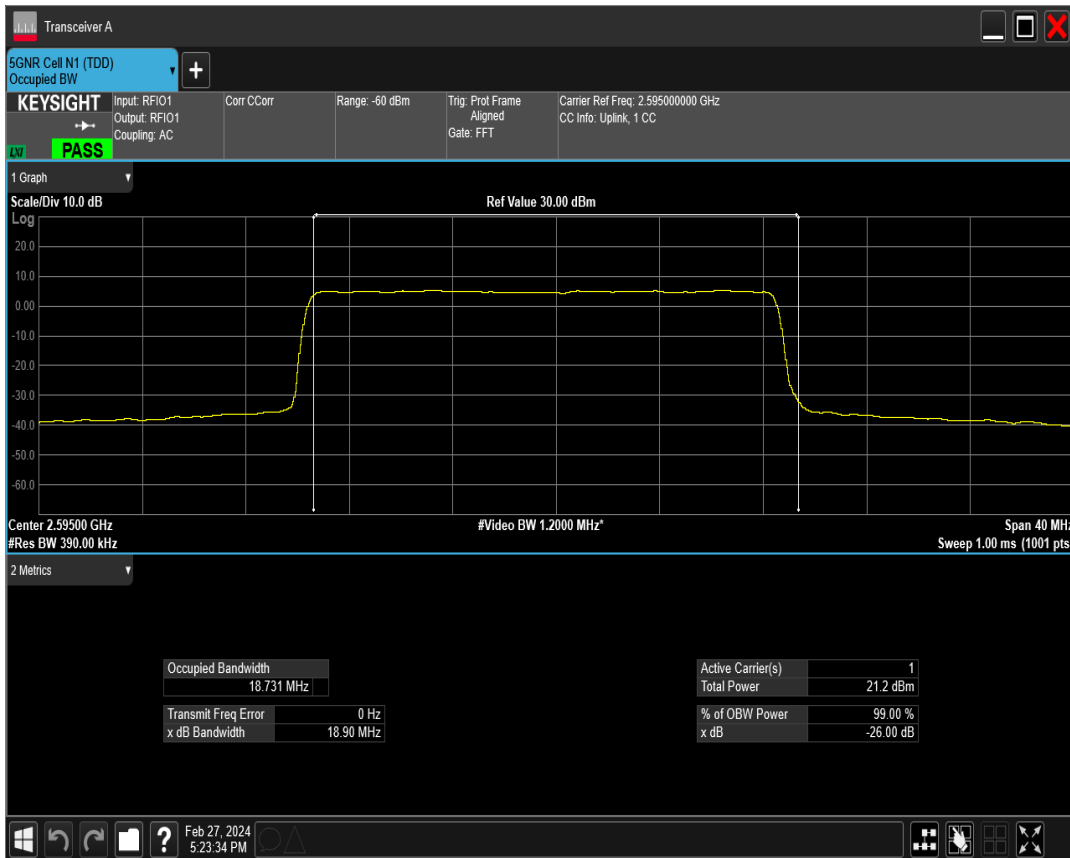 Transceiver A
5GNR Cell N1 (TDD)
Occupied BW
+
KEYSIGHT
LXI
PASS
Input: RFIO1
Output: RFIO1
Coupling: AC
Corr CCorr
Range: -60 dBm
Trig: Prot Frame
Aligned
Gate: FFT
Carrier Ref Freq: 2.595000000 GHz
CC Info: Uplink, 1 CC
1 Graph
Scale/Div 10.0 dB
Ref Value 30.00 dBm
Log
20.0
10.0
0.00
-10.0
-20.0
-30.0
-40.0
-50.0
-60.0
Center 2.59500 GHz
#Video BW 1.2000 MHz*
Span 40 MHz
#Res BW 390.00 kHz
Sweep 1.00 ms (1001 pts
2 Metrics
Occupied Bandwidth
18.731 MHz
Transmit Freq Error 0 Hz
x dB Bandwidth 18.90 MHz
Active Carrier(s) 1
Total Power 21.2 dBm
% of OBW Power 99.00 %
x dB -26.00 dB
?
Feb 27, 2024
5:23:34 PM